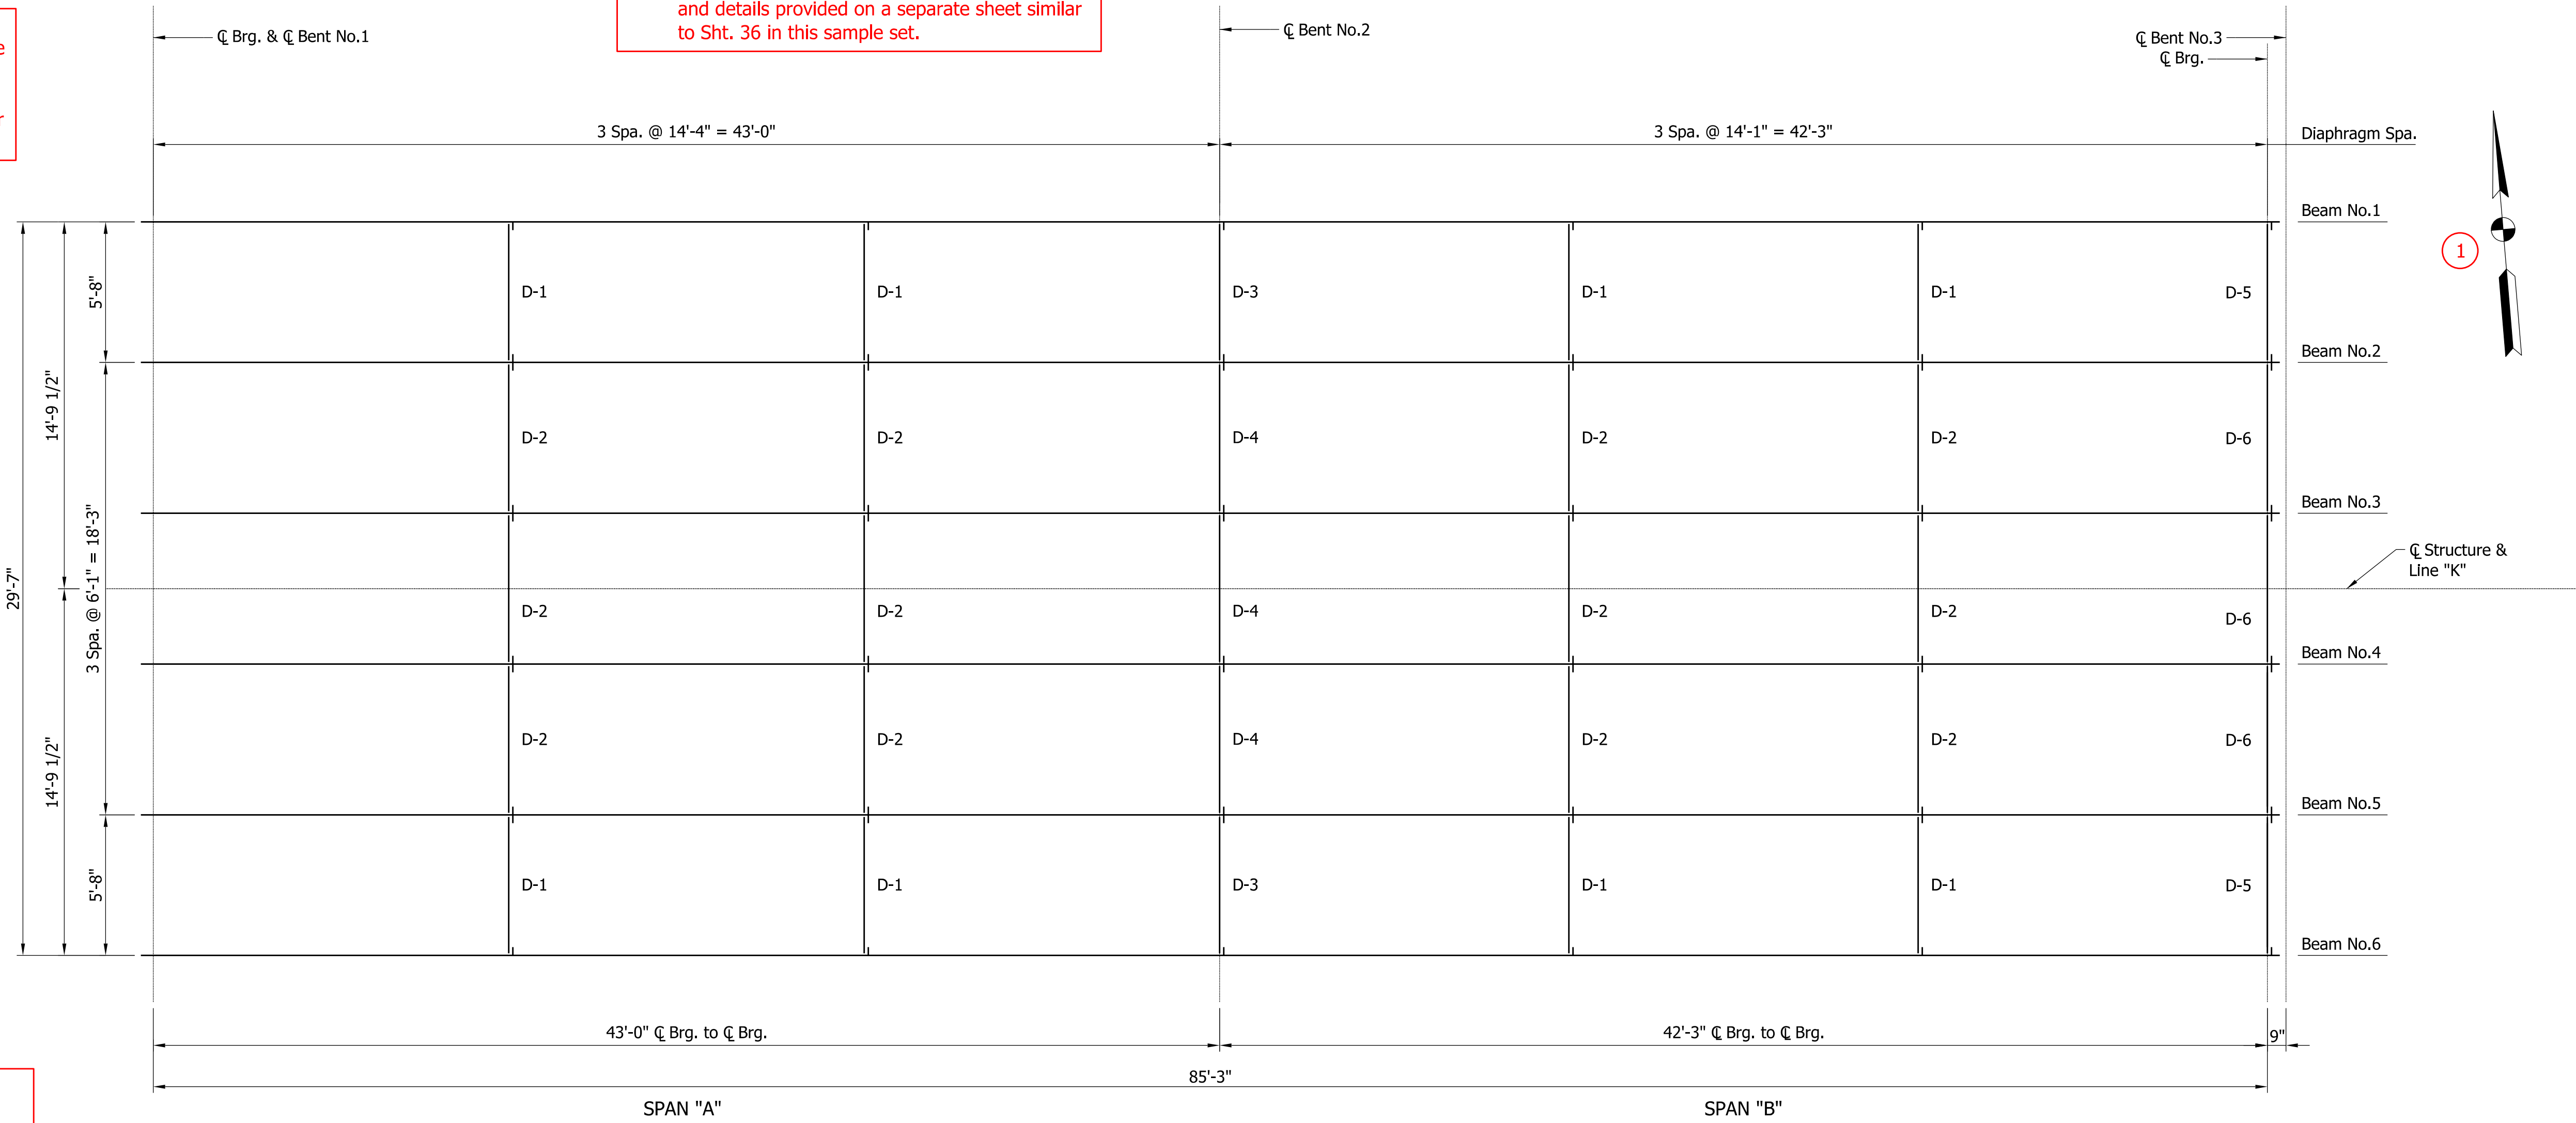 and details provided on a separate sheet similar
to Sht. 36 in this sample set.
℄ Brg. & ℄ Bent No.1
℄ Bent No.2
℄ Bent No.3
℄ Brg.
3 Spa. @ 14'-4" = 43'-0"
3 Spa. @ 14'-1" = 42'-3"
Diaphragm Spa.
Beam No.1
1
5'-8"
D-1
D-1
D-3
D-1
D-1
D-5
Beam No.2
14'-9 1/2"
D-2
D-2
D-4
D-2
D-2
D-6
Beam No.3
℄ Structure &
Line "K"
29'-7"
3 Spa. @ 6'-1" = 18'-3"
D-2
D-2
D-4
D-2
D-2
D-6
Beam No.4
14'-9 1/2"
D-2
D-2
D-4
D-2
D-2
D-6
Beam No.5
5'-8"
D-1
D-1
D-3
D-1
D-1
D-5
Beam No.6
43'-0" ℄ Brg. to ℄ Brg.
42'-3" ℄ Brg. to ℄ Brg.
9"
85'-3"
SPAN "A"
SPAN "B"